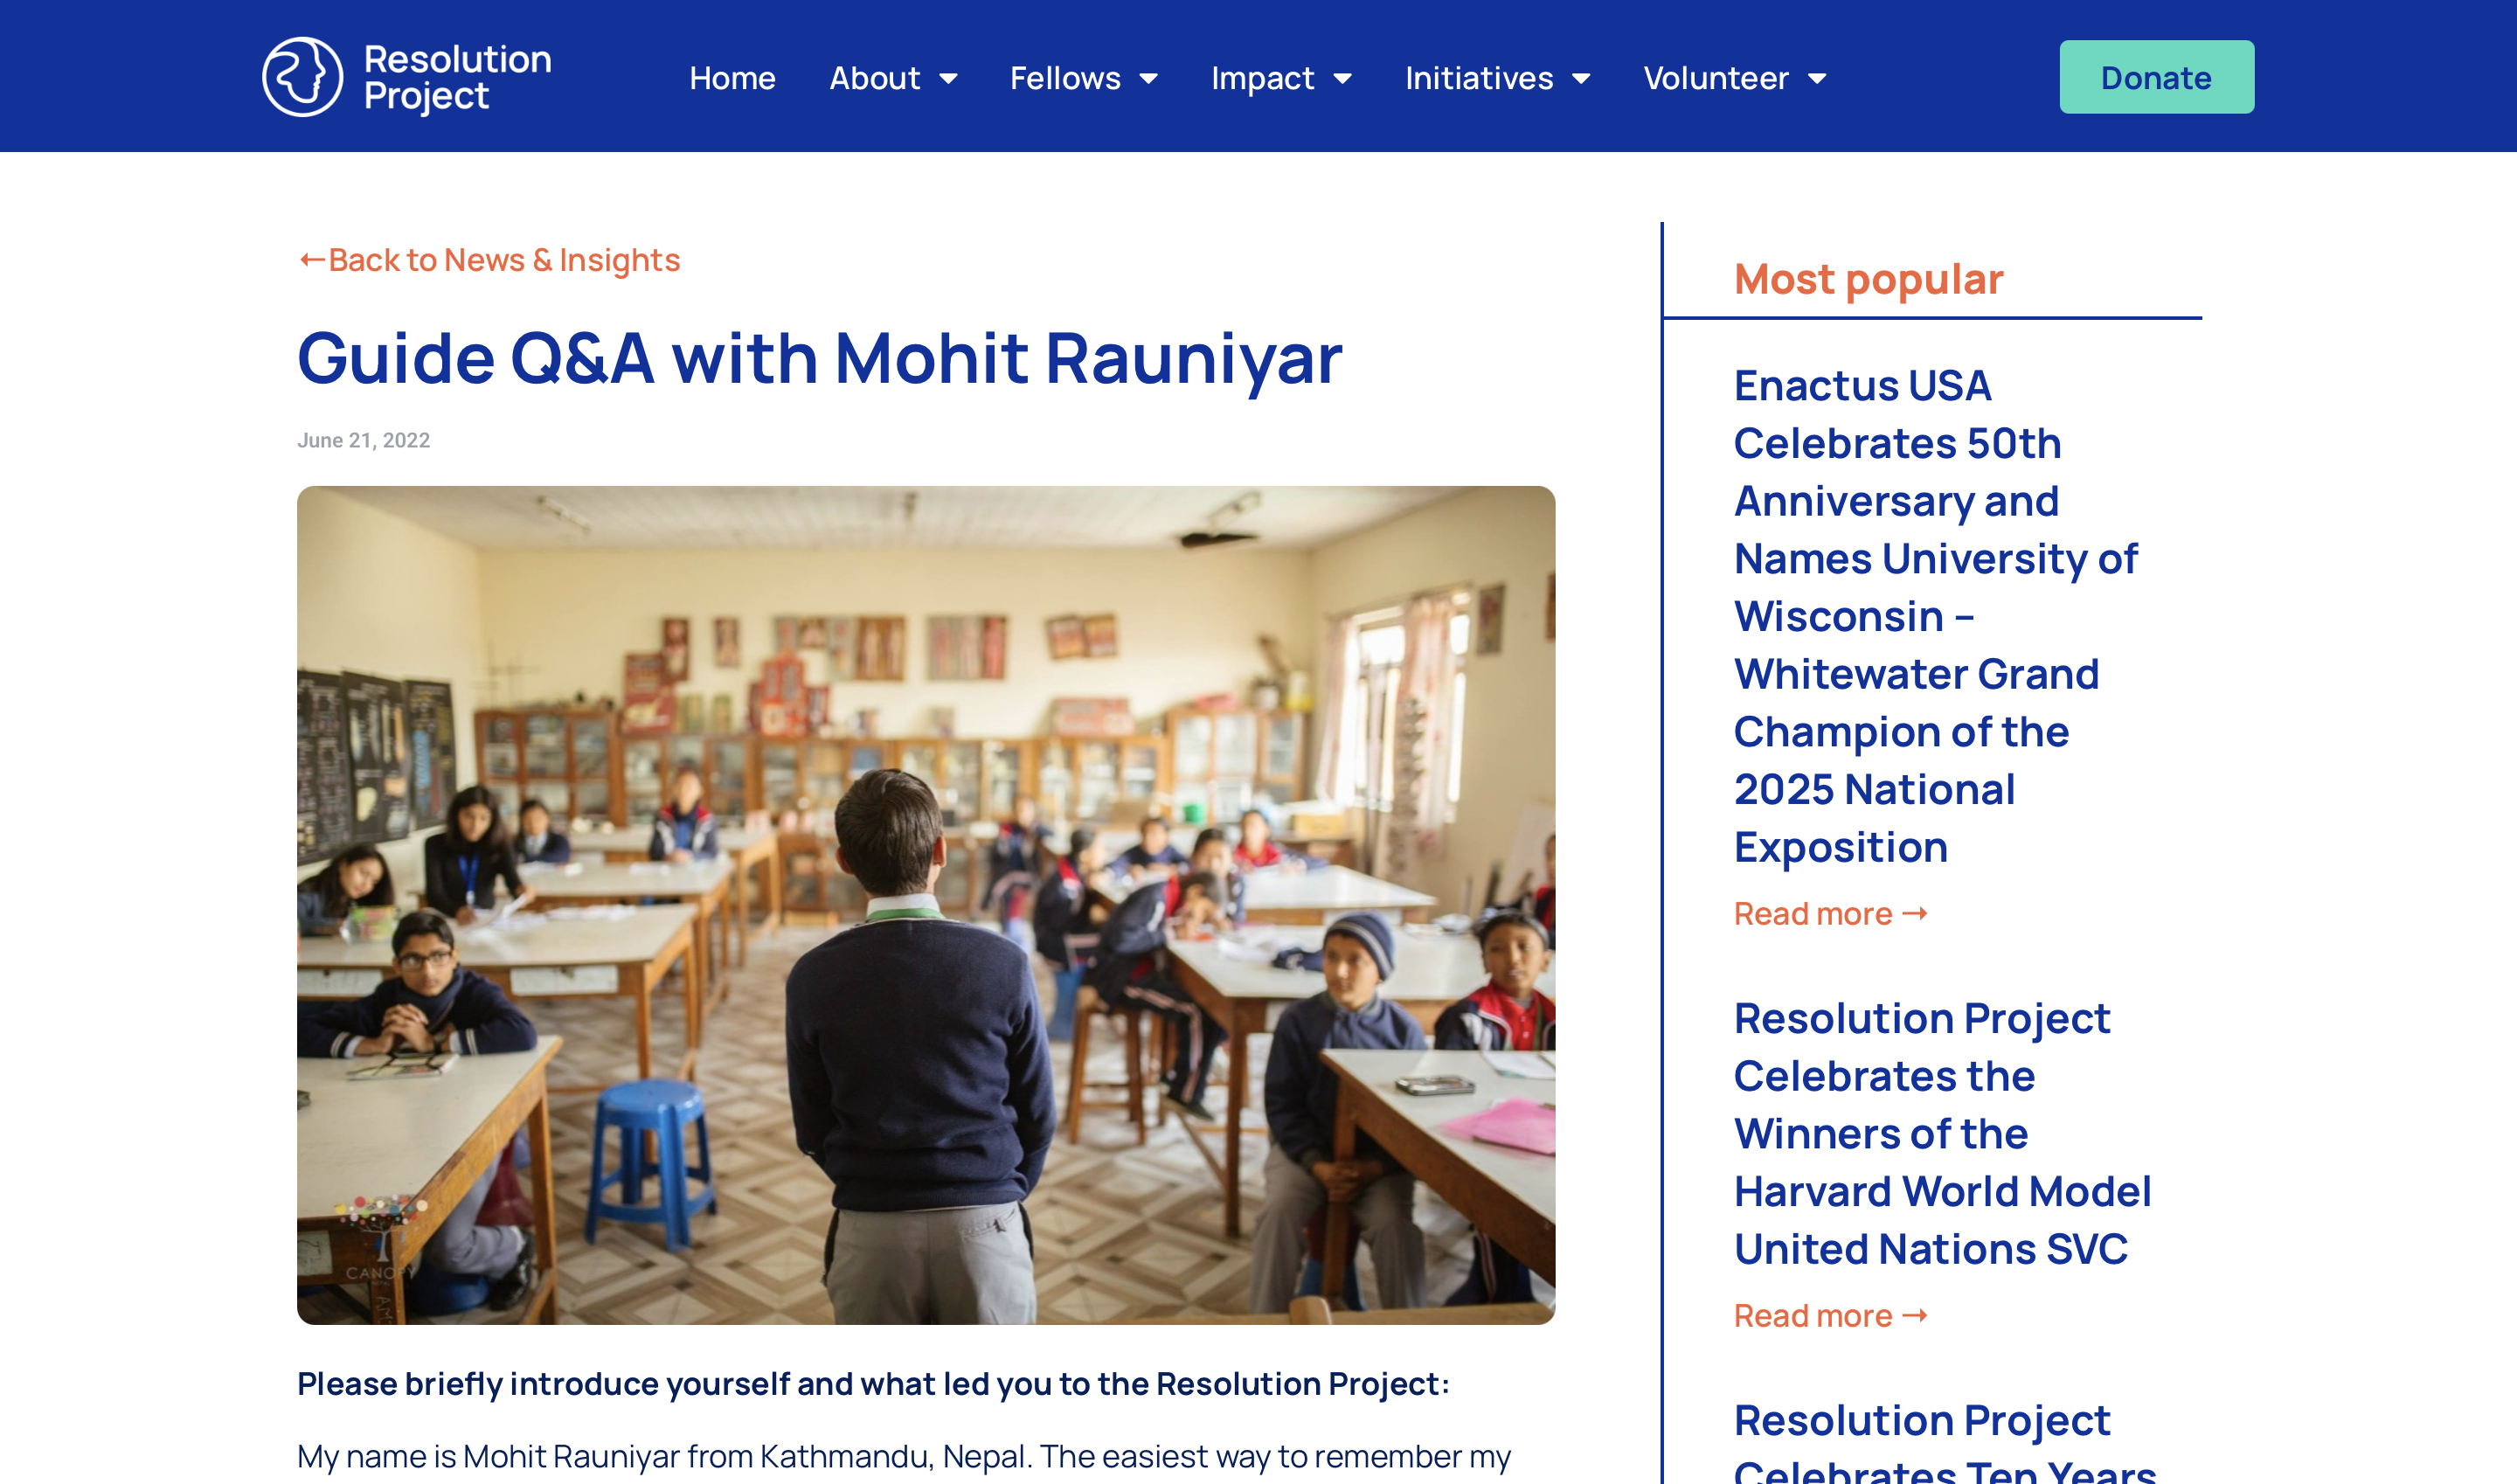 Resolution
Project
Home
About
Fellows
Impact
Initiatives
Volunteer
Donate
←Back to News & Insights
Guide Q&A with Mohit Rauniyar
June 21, 2022
CANOPY
Please briefly introduce yourself and what led you to the Resolution Project:
My name is Mohit Rauniyar from Kathmandu, Nepal. The easiest way to remember my
Most popular
Enactus USA
Celebrates 50th
Anniversary and
Names University of
Wisconsin –
Whitewater Grand
Champion of the
2025 National
Exposition
Read more →
Resolution Project
Celebrates the
Winners of the
Harvard World Model
United Nations SVC
Read more →
Resolution Project
Celebrates Ten Years